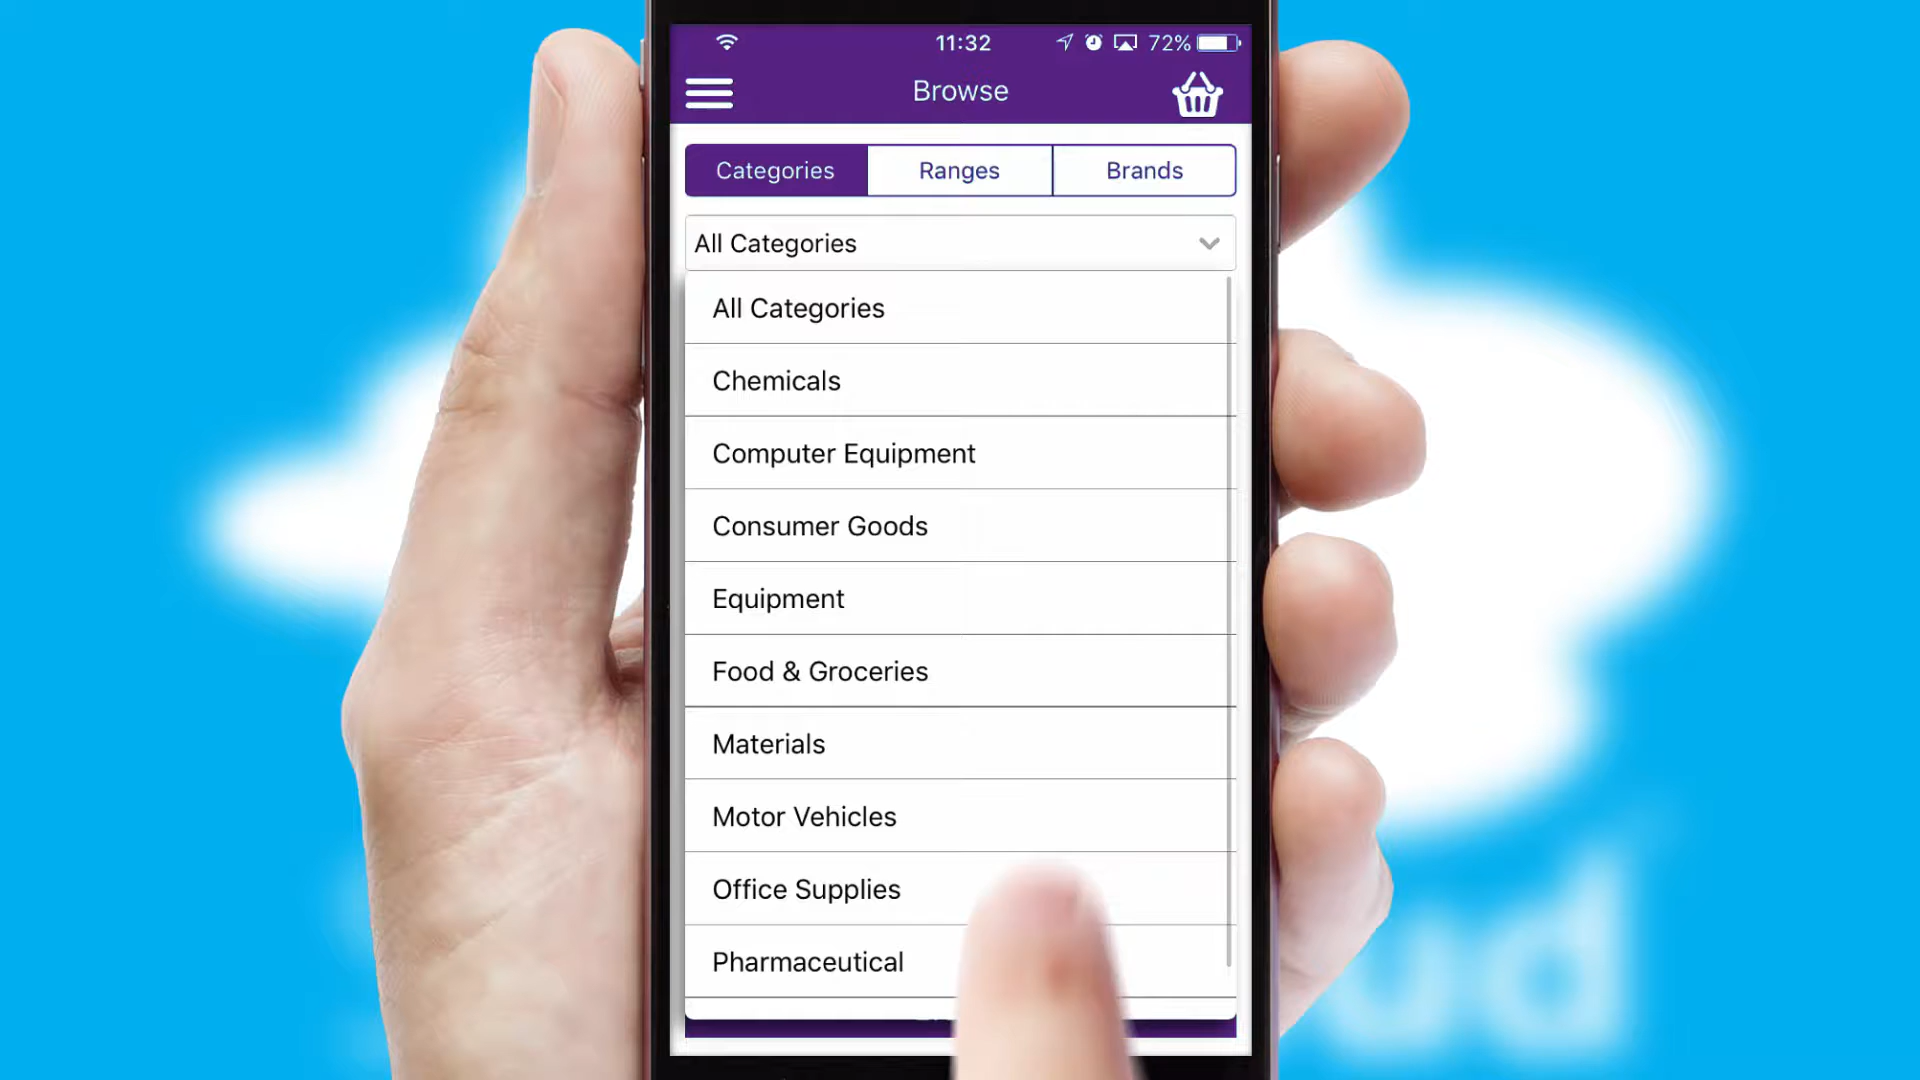 11:32
72%
Browse
Categories Ranges Brands
All Categories
All Categories
Chemicals
Computer Equipment
Consumer Goods
Equipment
Food & Groceries
Materials
Motor Vehicles
Office Supplies
Pharmaceutical
ud